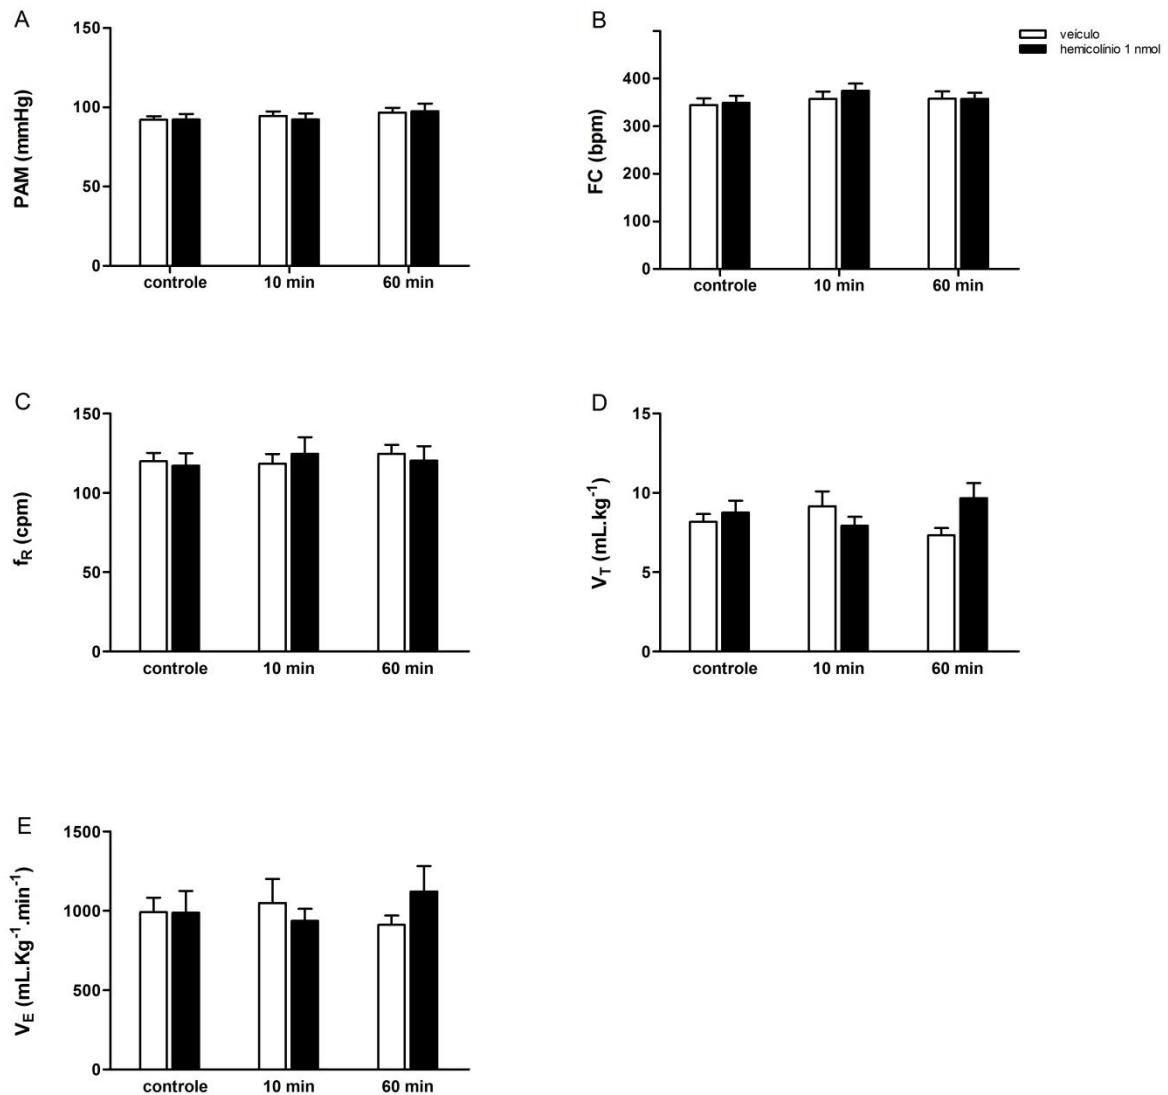 A
PAM (mmHg)
150
100
50
0
controle 10 min 60 min
B
FC (bpm)
400
300
200
100
0
controle 10 min 60 min
veículo
hemicolínio 1 nmol
C
fR (cpm)
150
100
50
0
controle 10 min 60 min
D
VT (mL.kg-1)
15
10
5
0
controle 10 min 60 min
E
VE (mL.Kg-1.min-1)
1500
1000
500
0
controle 10 min 60 min